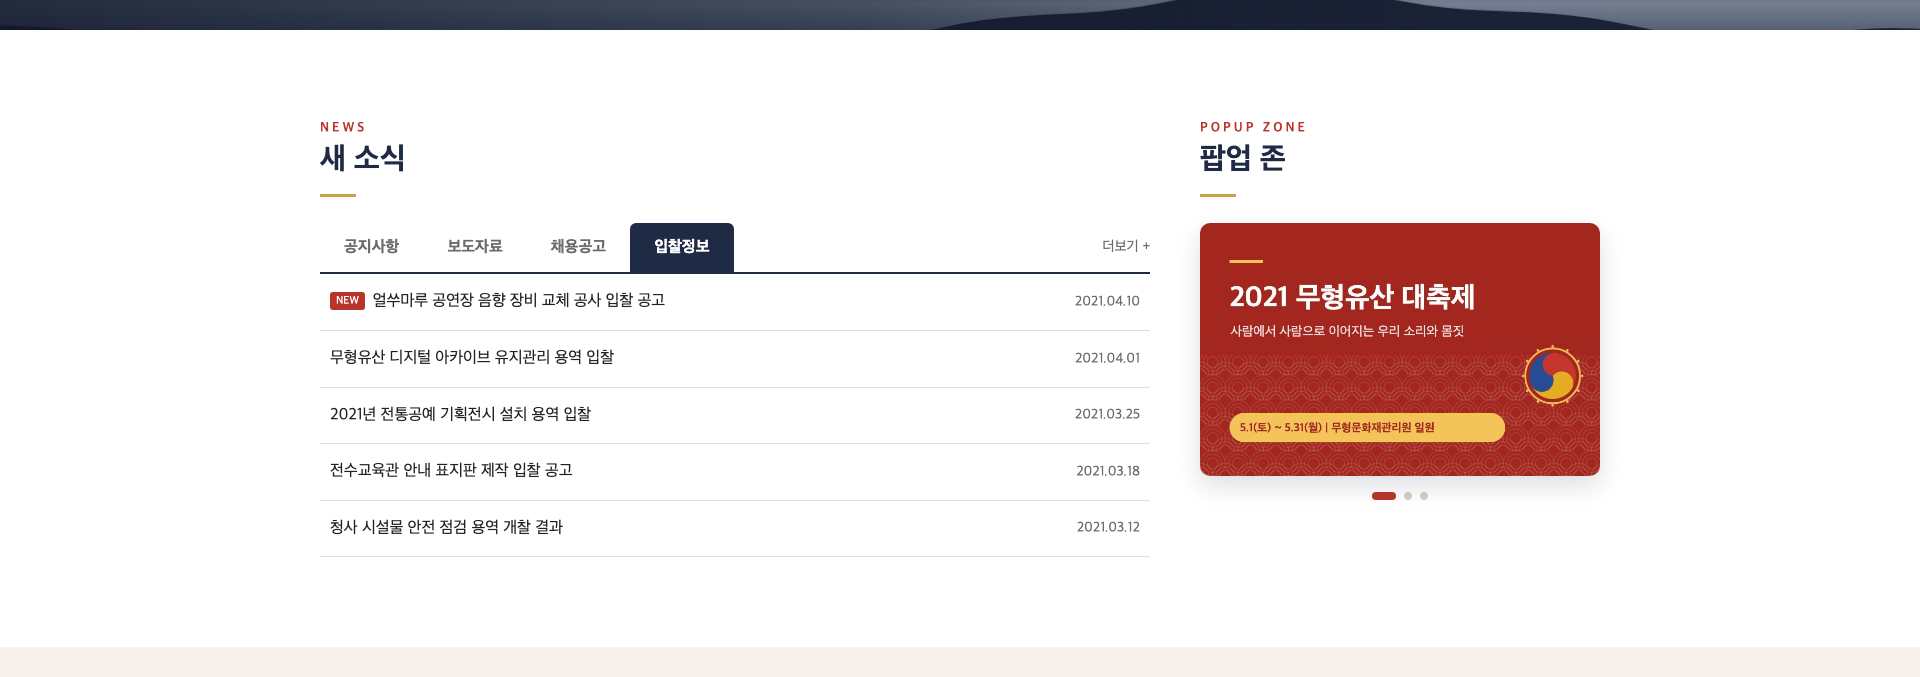 NEWS
새 소식
공지사항 보도자료 채용공고 입찰정보 더보기 +
NEW 얼쑤마루 공연장 음향 장비 교체 공사 입찰 공고 2021.04.10
무형유산 디지털 아카이브 유지관리 용역 입찰 2021.04.01
2021년 전통공예 기획전시 설치 용역 입찰 2021.03.25
전수교육관 안내 표지판 제작 입찰 공고 2021.03.18
청사 시설물 안전 점검 용역 개찰 결과 2021.03.12
POPUP ZONE
팝업 존
2021 무형유산 대축제
사람에서 사람으로 이어지는 우리 소리와 몸짓
5.1(토) ~ 5.31(월) | 무형문화재관리원 일원